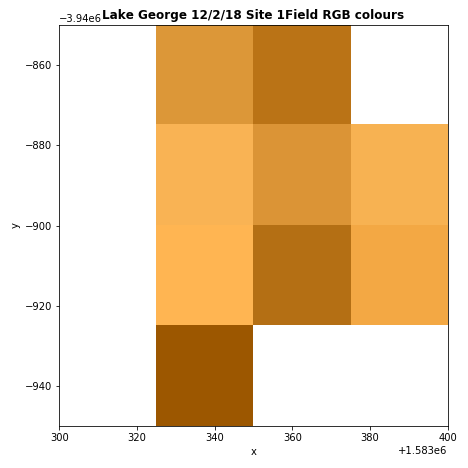 Lake George 12/2/18 Site 1Field RGB colours
−3.94e6
−860
−880
−900
−920
−940
y
300 320 340 360 380 400
x
+1.583e6